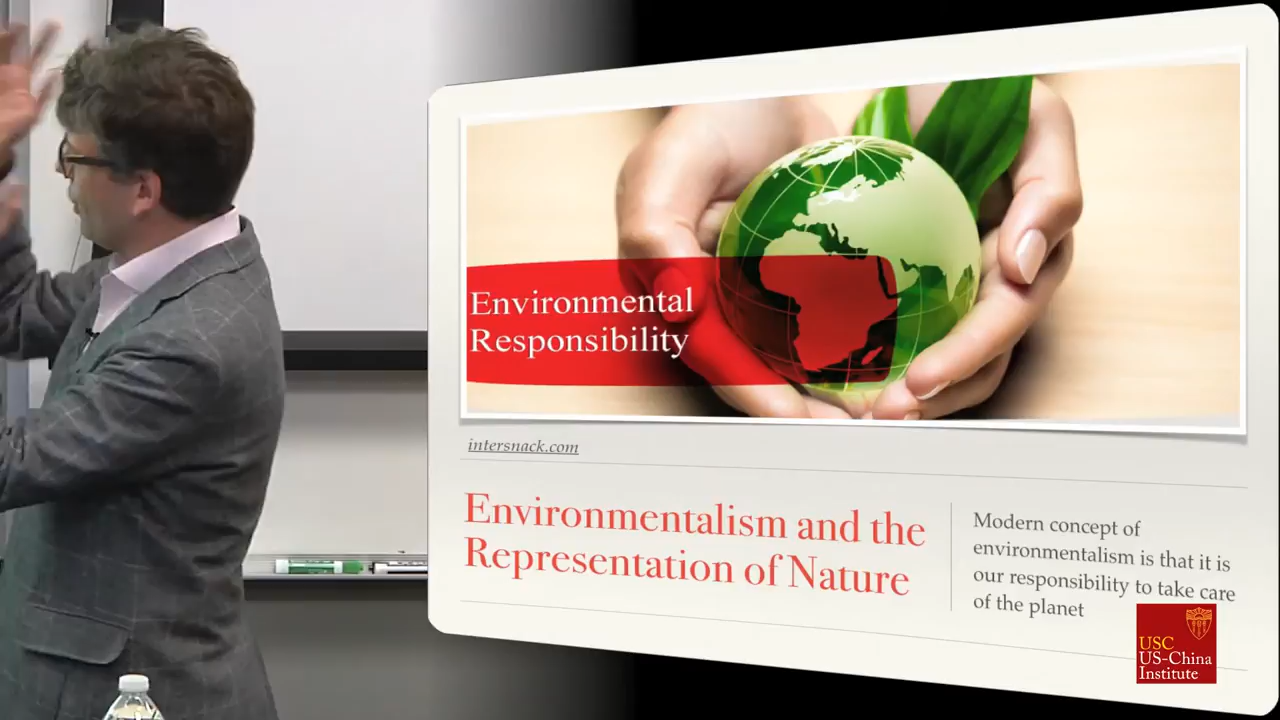 Environmental
Responsibility
intersnack.com
Environmentalism and the
Representation of Nature
Modern concept of
environmentalism is that it is
our responsibility to take care
of the planet
USC
US-China
Institute